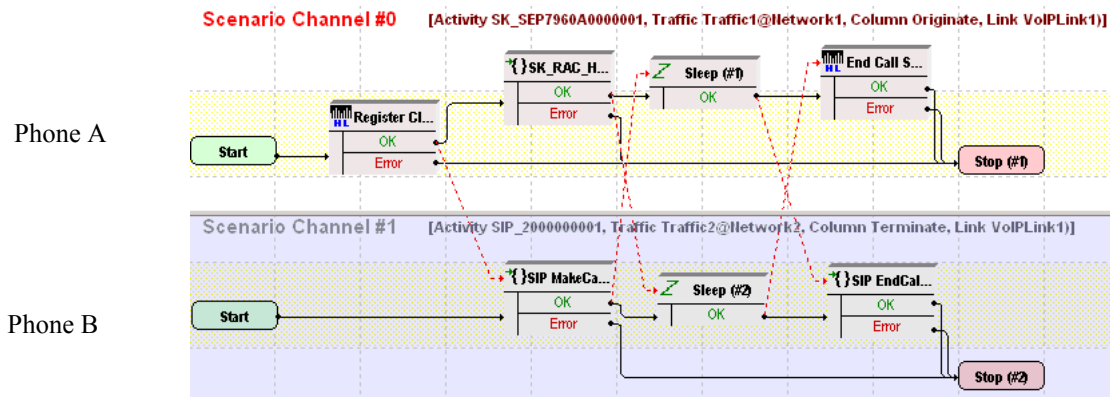 Scenario Channel #0 [Activity SK_SEP7960A0000001, Traffic Traffic1@Network1, Column Originate, Link VoIPLink1)]
{}SK_RAC_H...
OK
Error
Sleep (#1)
OK
HL End Call S...
OK
Error
Phone A
Start
HL Register Cl...
OK
Error
Stop (#1)
Scenario Channel #1 [Activity SIP_2000000001, Traffic Traffic2@Network2, Column Terminate, Link VoIPLink1)]
{}SIP MakeCa...
OK
Error
Sleep (#2)
OK
{}SIP EndCal...
OK
Error
Phone B
Start
Stop (#2)